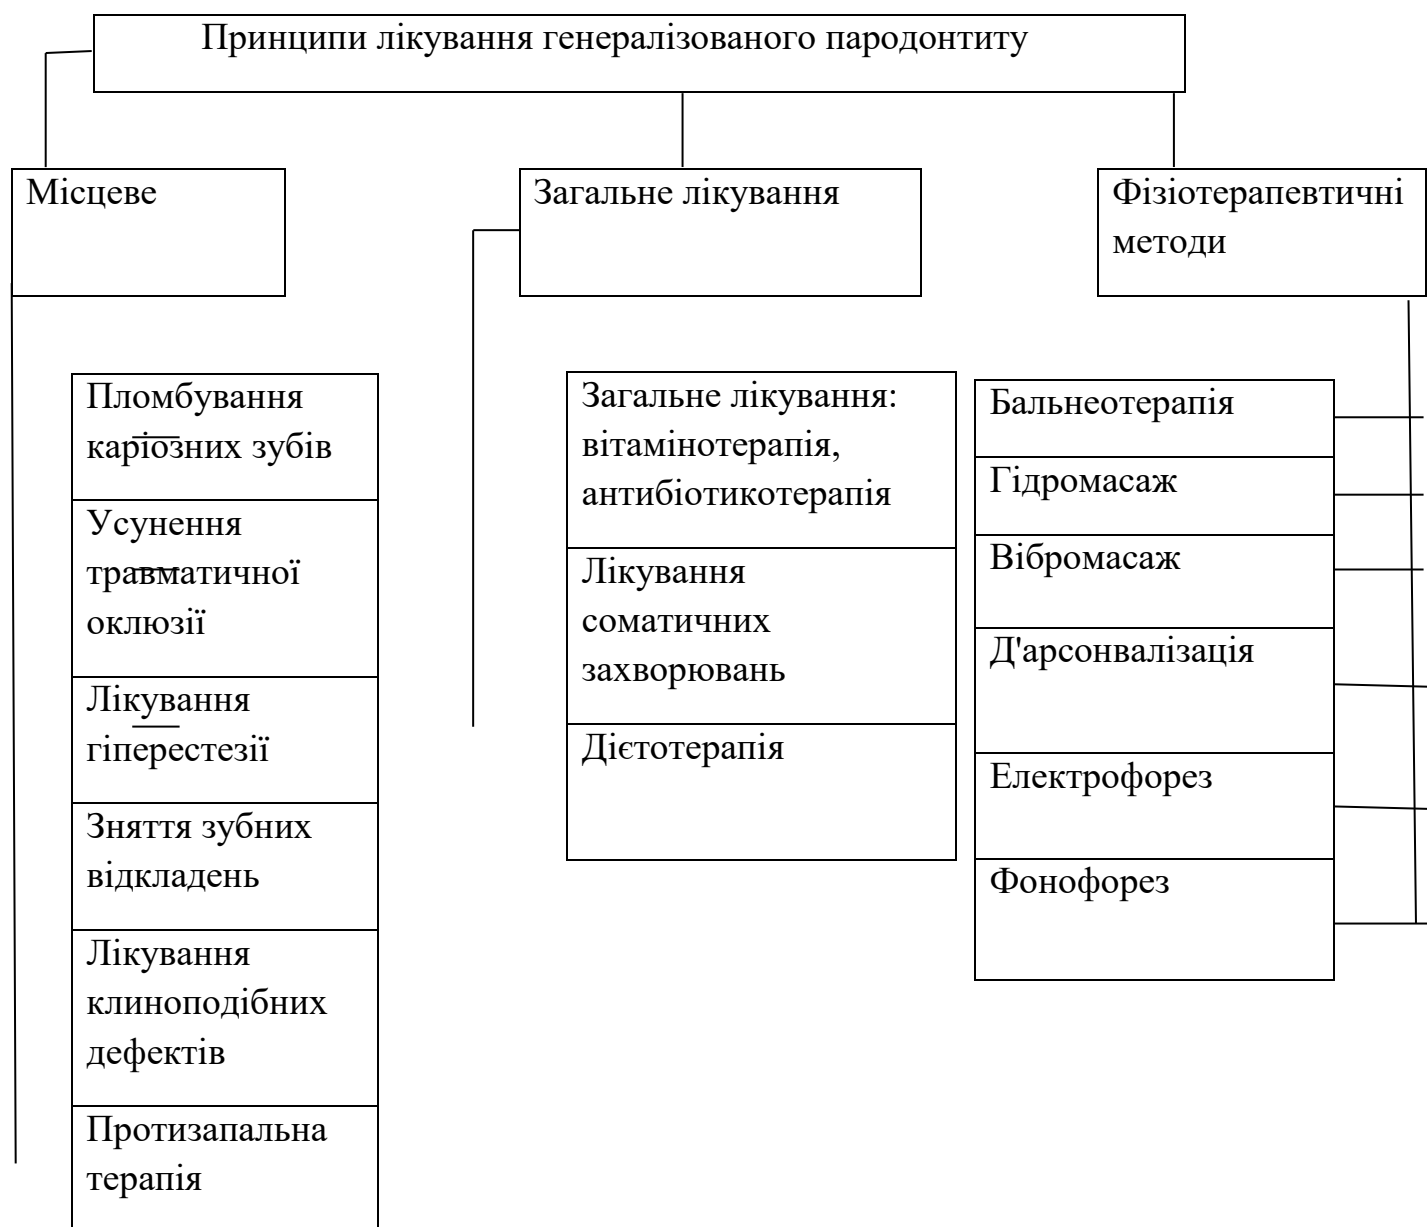 Принципи лікування генералізованого пародонтиту
Місцеве
Загальне лікування
Фізіотерапевтичні
методи
Пломбування
каріозних зубів
Усунення
травматичної
оклюзії
Лікування
гіперестезії
Зняття зубних
відкладень
Лікування
клиноподібних
дефектів
Протизапальна
терапія
Загальне лікування:
вітамінотерапія,
антибіотикотерапія
Лікування
соматичних
захворювань
Дієтотерапія
Бальнеотерапія
Гідромасаж
Вібромасаж
Д'арсонвалізація
Електрофорез
Фонофорез